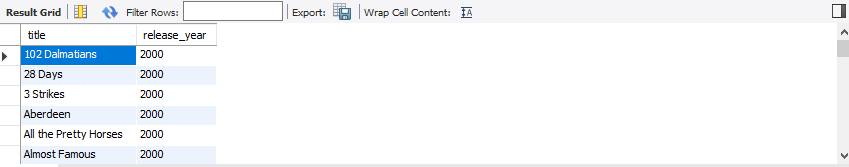 Result Grid Filter Rows: Export: Wrap Cell Content: IA
title release_year
102 Dalmatians 2000
28 Days 2000
3 Strikes 2000
Aberdeen 2000
All the Pretty Horses 2000
Almost Famous 2000